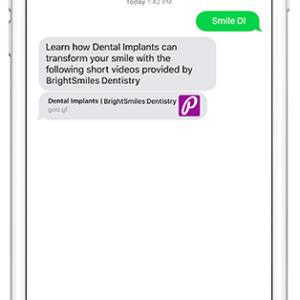 Today 1:42 PM
Smile DI
Learn how Dental Implants can
transform your smile with the
following short videos provided by
BrightSmiles Dentistry
Dental Implants | BrightSmiles Dentistry
goo.gl